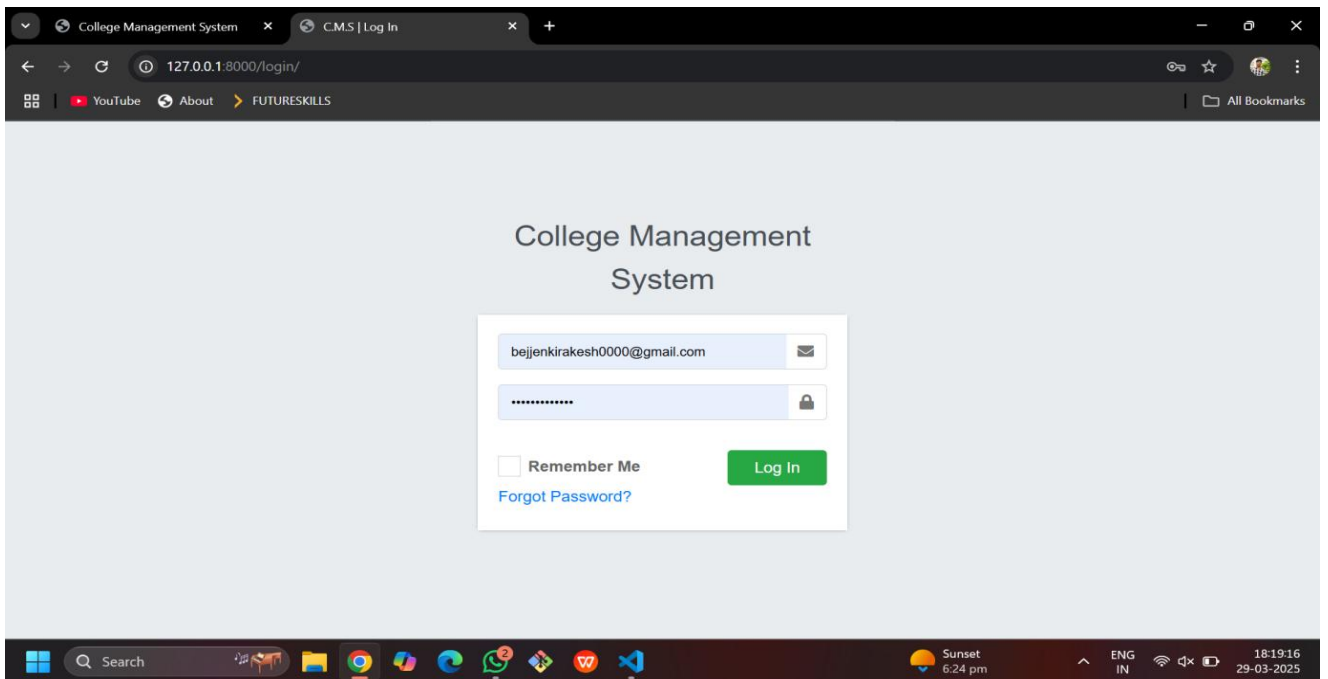 College Management System
C.M.S | Log In
127.0.0.1:8000/login/
YouTube
About
FUTURESKILLS
All Bookmarks
College Management
System
bejjenkirakesh0000@gmail.com
•••••••••••••
Remember Me
Log In
Forgot Password?
Search
2
W
Sunset
6:24 pm
ENG
IN
18:19:16
29-03-2025